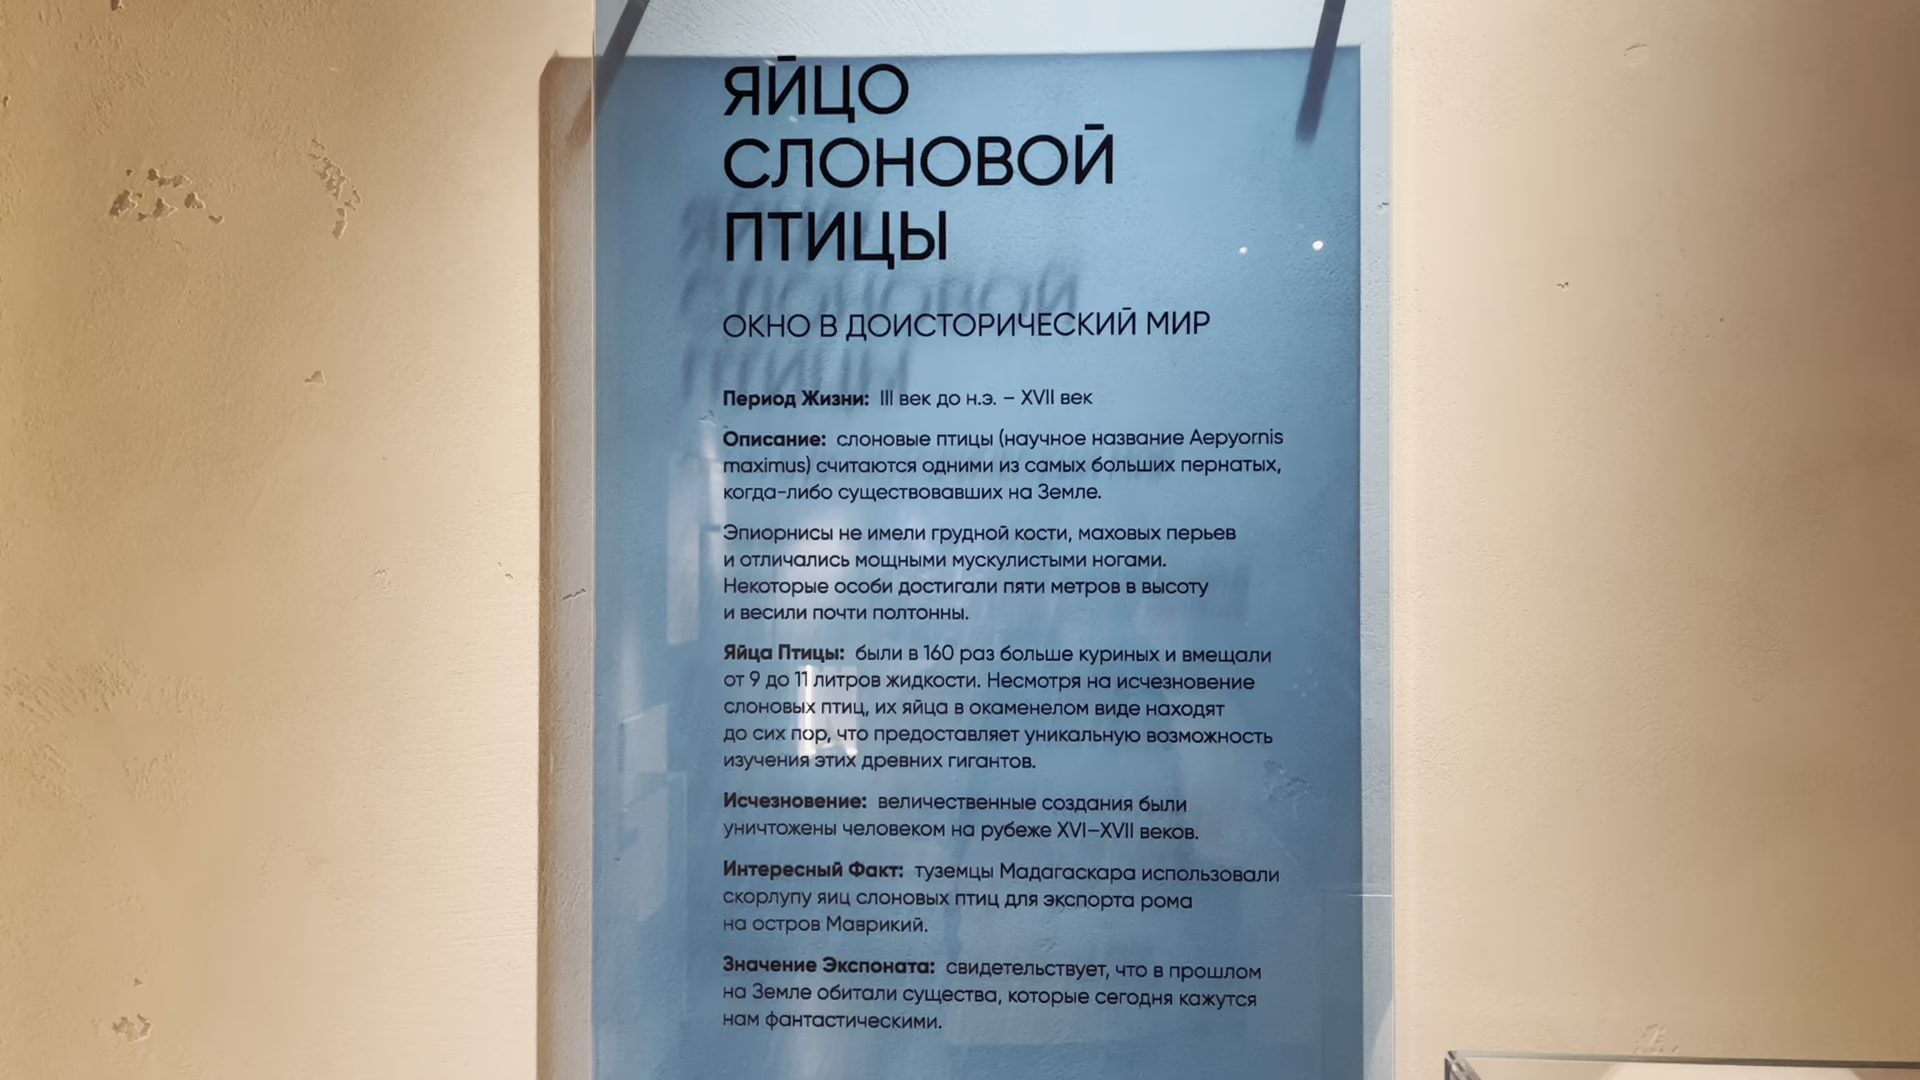 ЯЙЦО
СЛОНОВОЙ
ПТИЦЫ
ОКНО В ДОИСТОРИЧЕСКИЙ МИР
Период Жизни: III век до н.э. – XVII век
Описание: слоновые птицы (научное название Aepyornis
maximus) считаются одними из самых больших пернатых,
когда-либо существовавших на Земле.
Эпиорнисы не имели грудной кости, маховых перьев
и отличались мощными мускулистыми ногами.
Некоторые особи достигали пяти метров в высоту
и весили почти полтонны.
Яйца Птицы: были в 160 раз больше куриных и вмещали
от 9 до 11 литров жидкости. Несмотря на исчезновение
слоновых птиц, их яйца в окаменелом виде находят
до сих пор, что предоставляет уникальную возможность
изучения этих древних гигантов.
Исчезновение: величественные создания были
уничтожены человеком на рубеже XVI–XVII веков.
Интересный Факт: туземцы Мадагаскара использовали
скорлупу яиц слоновых птиц для экспорта рома
на остров Маврикий.
Значение Экспоната: свидетельствует, что в прошлом
на Земле обитали существа, которые сегодня кажутся
нам фантастическими.